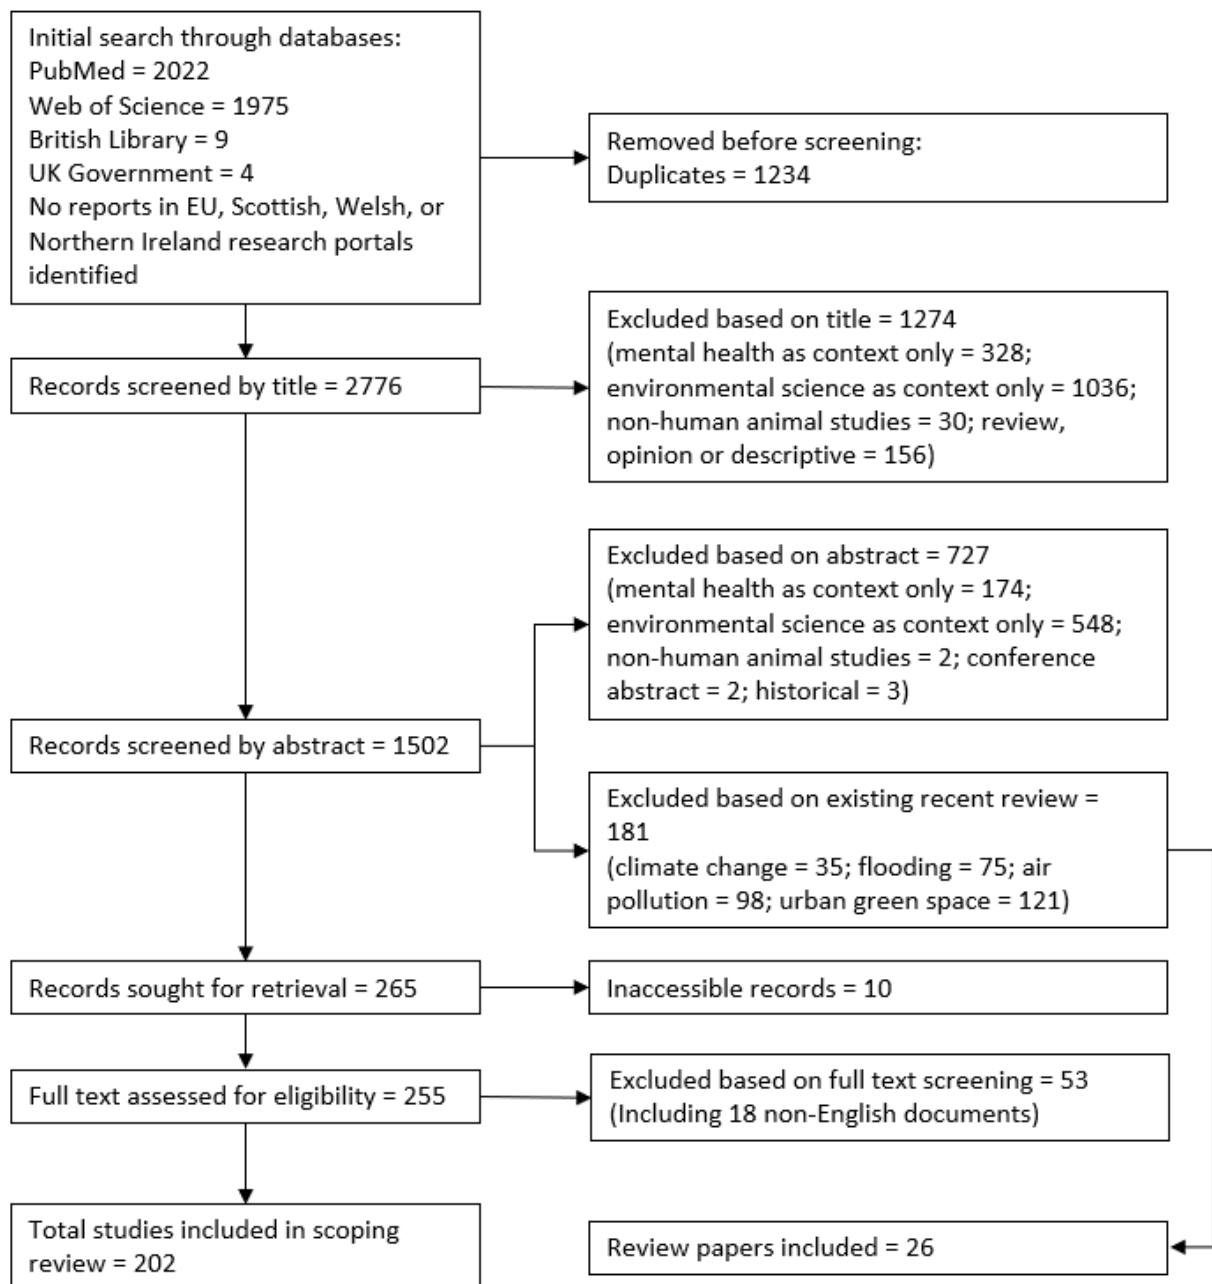 Initial search through databases:
PubMed = 2022
Web of Science = 1975
British Library = 9
UK Government = 4
No reports in EU, Scottish, Welsh, or
Northern Ireland research portals
identified
Removed before screening:
Duplicates = 1234
Records screened by title = 2776
Excluded based on title = 1274
(mental health as context only = 328;
environmental science as context only = 1036;
non-human animal studies = 30; review,
opinion or descriptive = 156)
Excluded based on abstract = 727
(mental health as context only = 174;
environmental science as context only = 548;
non-human animal studies = 2; conference
abstract = 2; historical = 3)
Records screened by abstract = 1502
Excluded based on existing recent review =
181
(climate change = 35; flooding = 75; air
pollution = 98; urban green space = 121)
Records sought for retrieval = 265
Inaccessible records = 10
Full text assessed for eligibility = 255
Excluded based on full text screening = 53
(Including 18 non-English documents)
Total studies included in scoping
review = 202
Review papers included = 26